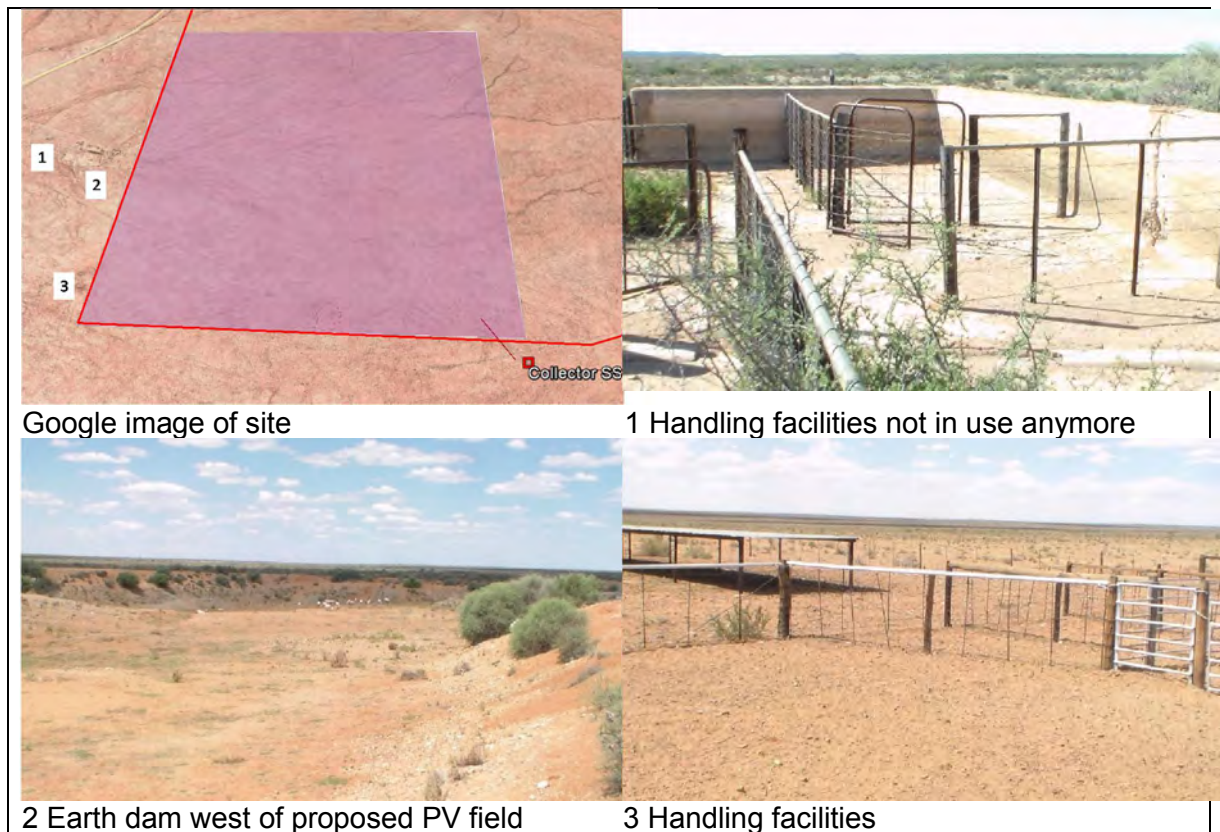 1
2
3
Collector SS
Google image of site
1 Handling facilities not in use anymore
2 Earth dam west of proposed PV field
3 Handling facilities